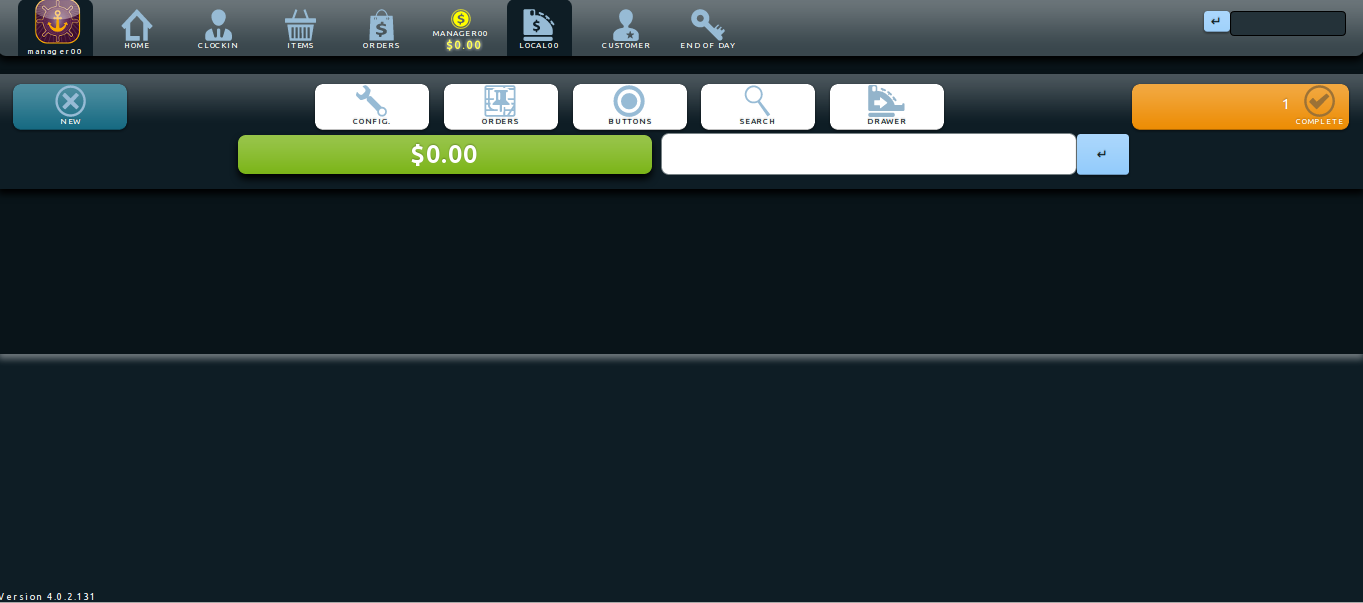 manager00
HOME
CLOCKIN
ITEMS
$
ORDERS
$
MANAGER00
$0.00
$
LOCAL00
CUSTOMER
END OF DAY
↵
NEW
CONFIG.
ORDERS
BUTTONS
SEARCH
DRAWER
1
COMPLETE
$0.00
↵
Version 4.0.2.131